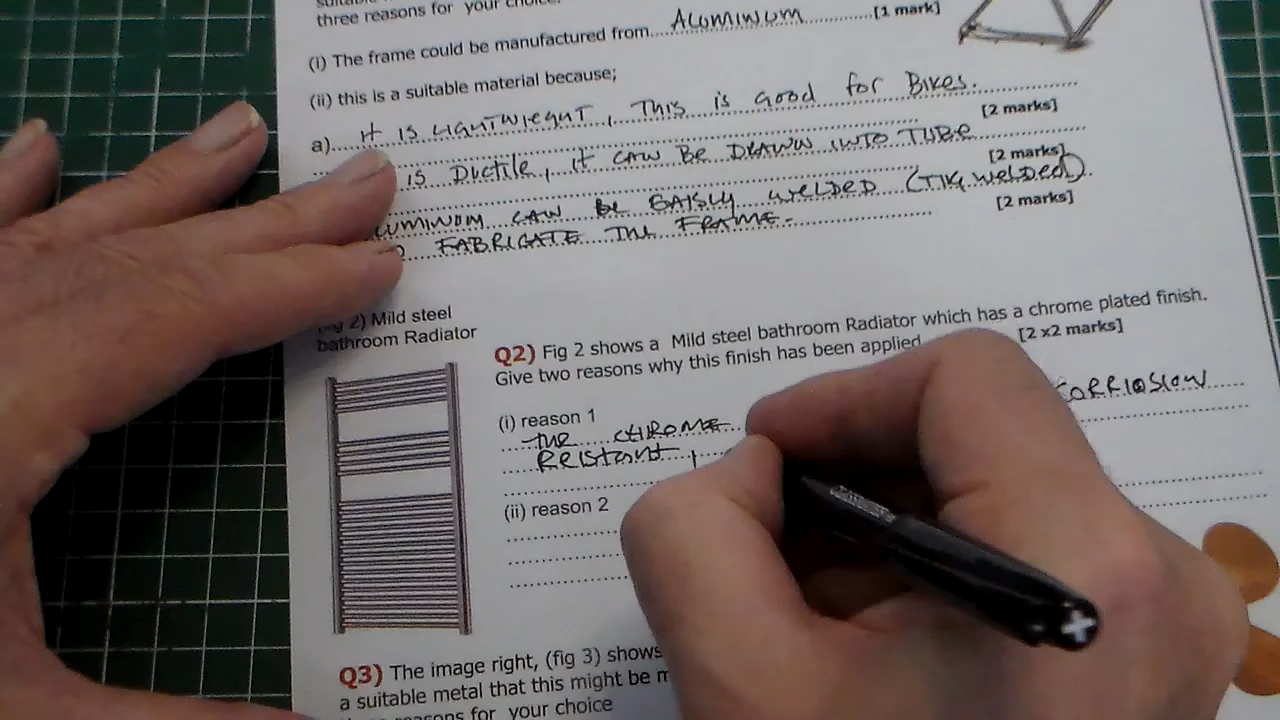 three reasons for your choice.
(i) The frame could be manufactured from....Aluminum..............[1 mark]
(ii) this is a suitable material because;
a) it is Lightwieght, This is good for Bikes.
[2 marks]
is Ductile, it can be Drawn into TUBE
[2 marks]
can be eaisly welded (TIG welded).
[2 marks]
FABRICATE THE FRAME.
2) Mild steel
bathroom Radiator
Q2) Fig 2 shows a Mild steel bathroom Radiator which has a chrome plated finish.
[2 x2 marks]
Give two reasons why this finish has been applied
(i) reason 1
THE CHROME corriosion
Reistant,
(ii) reason 2
Q3) The image right, (fig 3) shows
a suitable metal that this might be
reasons for your choice